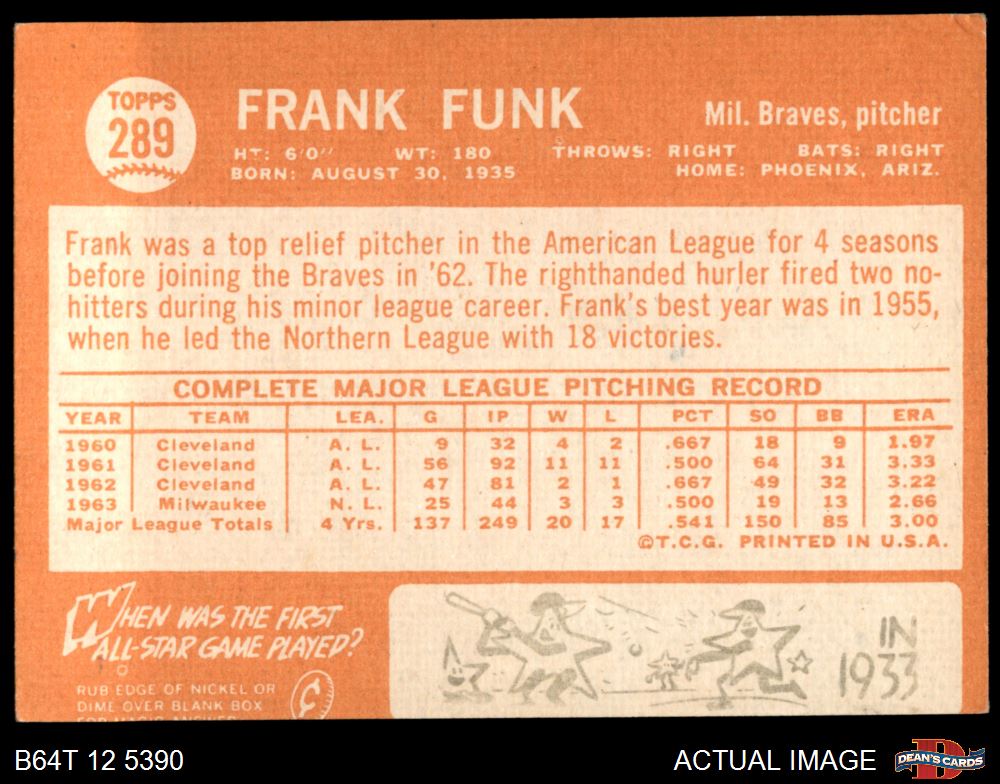 TOPPS
289
FRANK FUNK
Mil. Braves, pitcher
HT: 6'0" WT: 180 THROWS: RIGHT BATS: RIGHT
BORN: AUGUST 30, 1935 HOME: PHOENIX, ARIZ.
Frank was a top relief pitcher in the American League for 4 seasons
before joining the Braves in '62. The righthanded hurler fired two no-
hitters during his minor league career. Frank's best year was in 1955,
when he led the Northern League with 18 victories.
COMPLETE MAJOR LEAGUE PITCHING RECORD
YEAR TEAM LEA. G IP W L PCT SO BB ERA
1960 Cleveland A. L. 9 32 4 2 .667 18 9 1.97
1961 Cleveland A. L. 56 92 11 11 .500 64 31 3.33
1962 Cleveland A. L. 47 81 2 1 .667 49 32 3.22
1963 Milwaukee N. L. 25 44 3 3 .500 19 13 2.66
Major League Totals 4 Yrs. 137 249 20 17 .541 150 85 3.00
©T.C.G. PRINTED IN U.S.A.
WHEN WAS THE FIRST
ALL-STAR GAME PLAYED?
RUB EDGE OF NICKEL OR
DIME OVER BLANK BOX
FOR MAGIC ANSWER
IN
1933
B64T 12 5390
ACTUAL IMAGE
DEAN'S CARDS